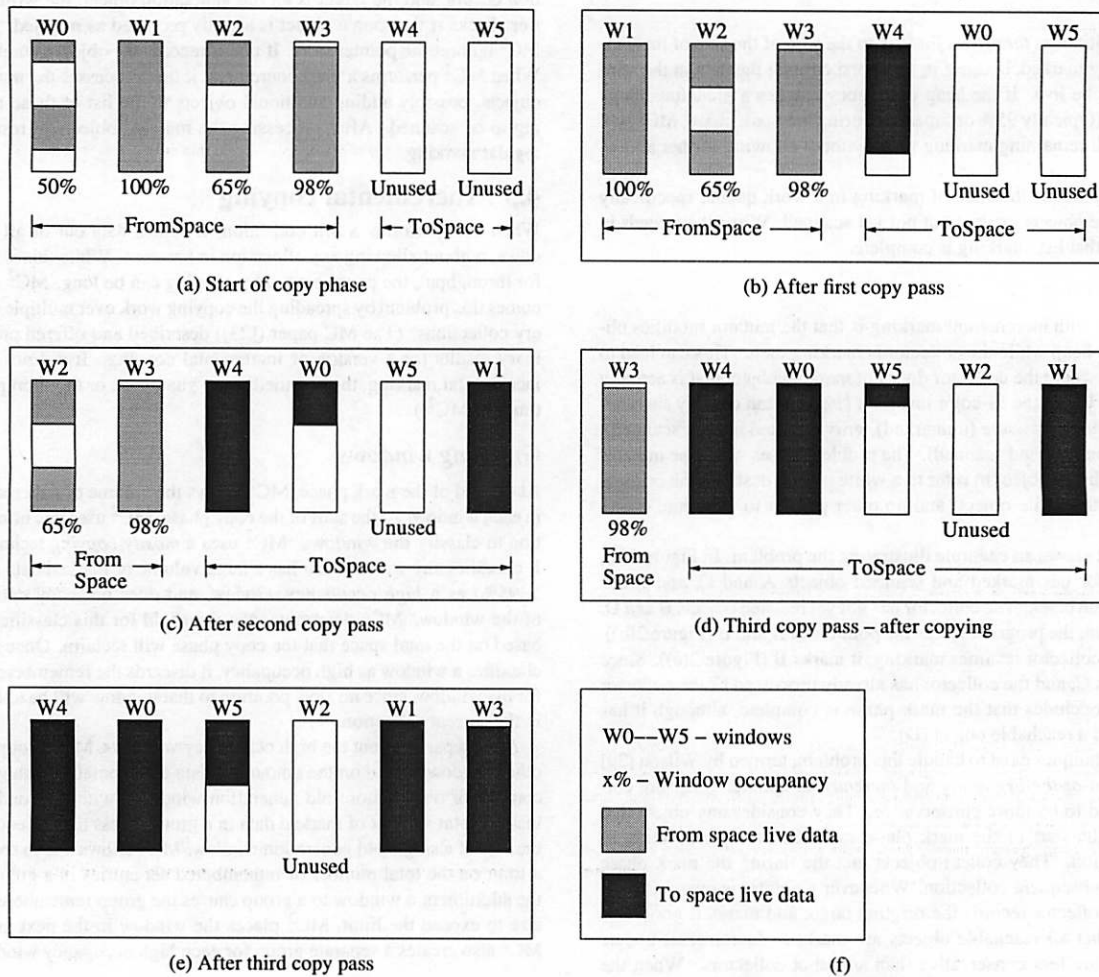 W0 W1 W2 W3 W4 W5
50% 100% 65% 98% Unused Unused
FromSpace ToSpace
(a) Start of copy phase
W1 W2 W3 W4 W0 W5
100% 65% 98% Unused Unused
FromSpace ToSpace
(b) After first copy pass
W2 W3 W4 W0 W5 W1
65% 98% Unused
From Space ToSpace
(c) After second copy pass
W3 W4 W0 W5 W2 W1
98% Unused
From Space ToSpace
(d) Third copy pass – after copying
W4 W0 W5 W2 W1 W3
Unused
(e) After third copy pass
W0––W5 – windows
x% – Window occupancy
From space live data
To space live data
(f)